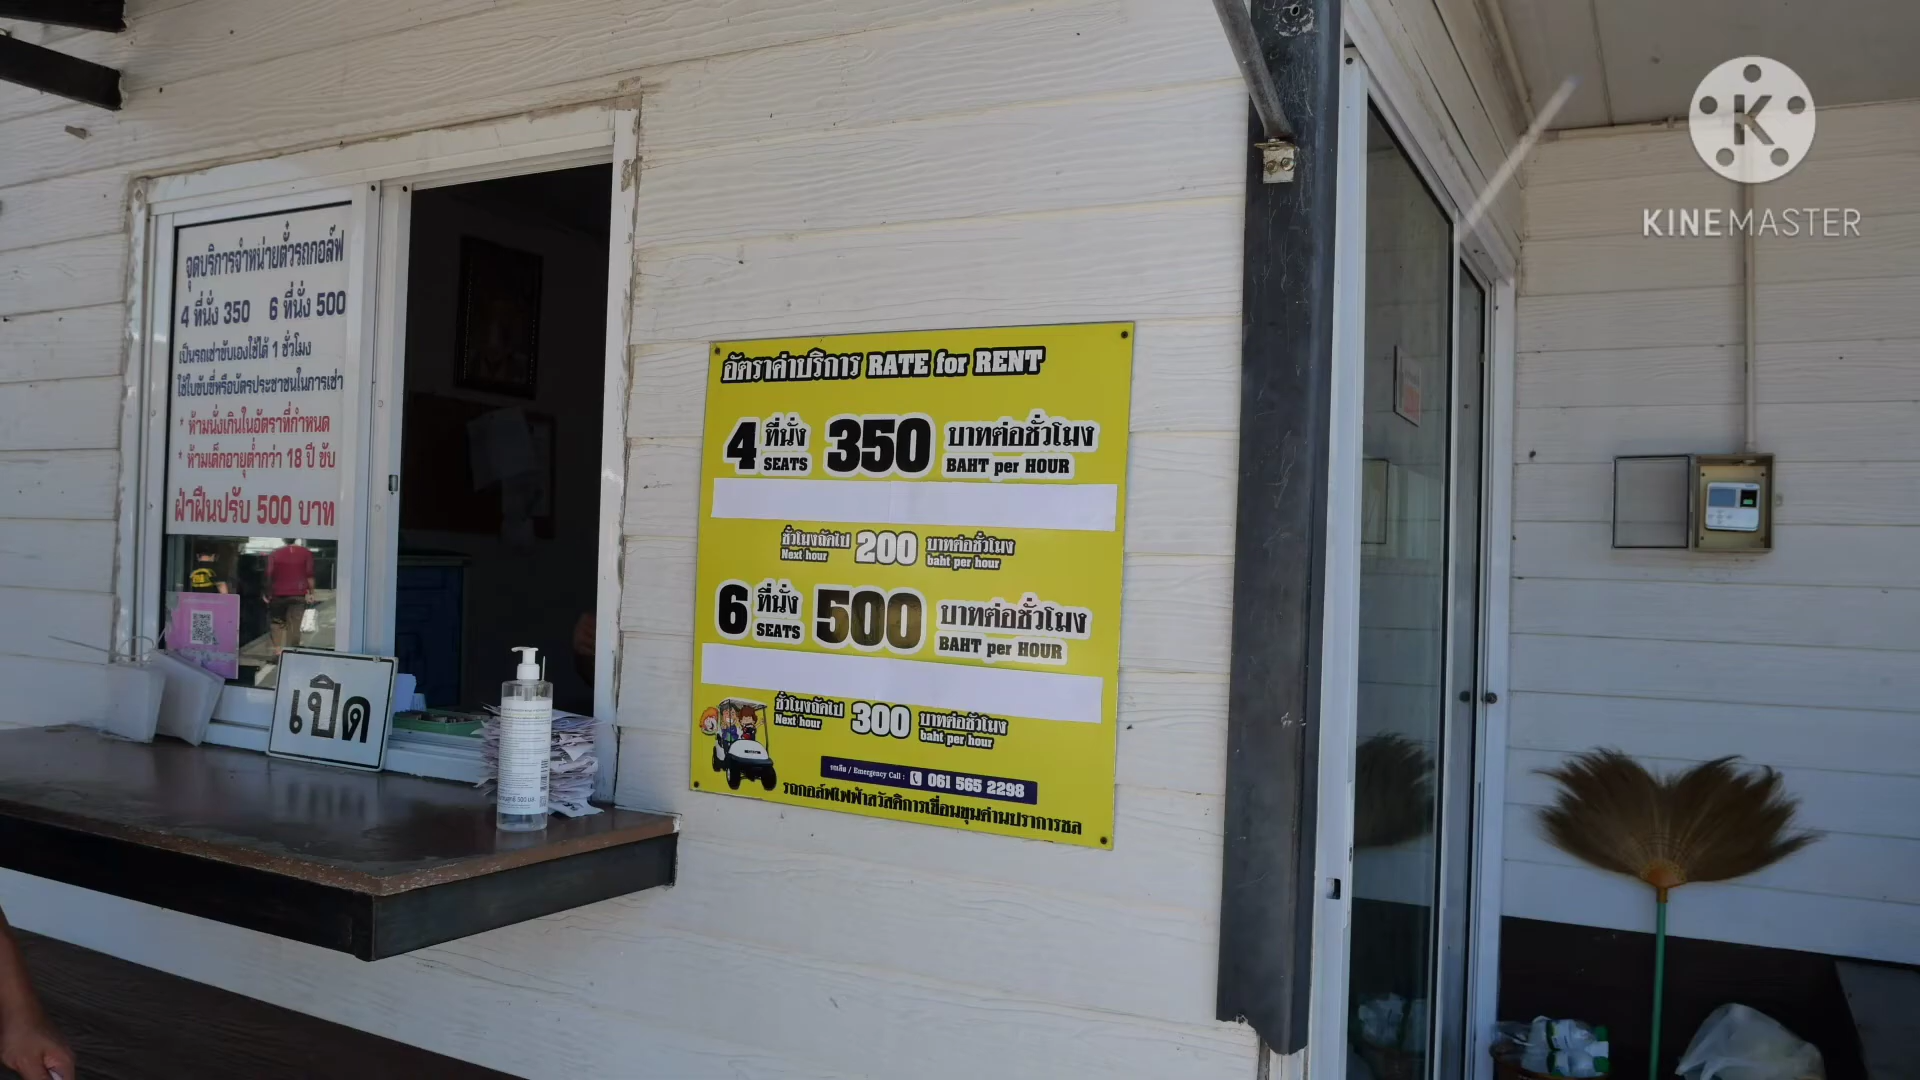 จุดบริการจำหน่ายตั๋วรถกอล์ฟ
4 ที่นั่ง 350 6 ที่นั่ง 500
เป็นรถเช่าขับเองใช้ได้ 1 ชั่วโมง
ใช้ใบขับขี่หรือบัตรประชาชนในการเช่า
* ห้ามนั่งเกินในอัตราที่กำหนด
* ห้ามเด็กอายุต่ำกว่า 18 ปี ขับ
ฝ่าฝืนปรับ 500 บาท
เปิด
อัตราค่าบริการ RATE for RENT
4 ที่นั่ง SEATS 350 บาทต่อชั่วโมง BAHT per HOUR
ชั่วโมงถัดไป Next hour 200 บาทต่อชั่วโมง baht per hour
6 ที่นั่ง SEATS 500 บาทต่อชั่วโมง BAHT per HOUR
ชั่วโมงถัดไป Next hour 300 บาทต่อชั่วโมง baht per hour
รถเสีย / Emergency Call : 061 565 2298
รถกอล์ฟไฟฟ้าสวัสดิการเขื่อนขุนด่านปราการชล
KINEMASTER